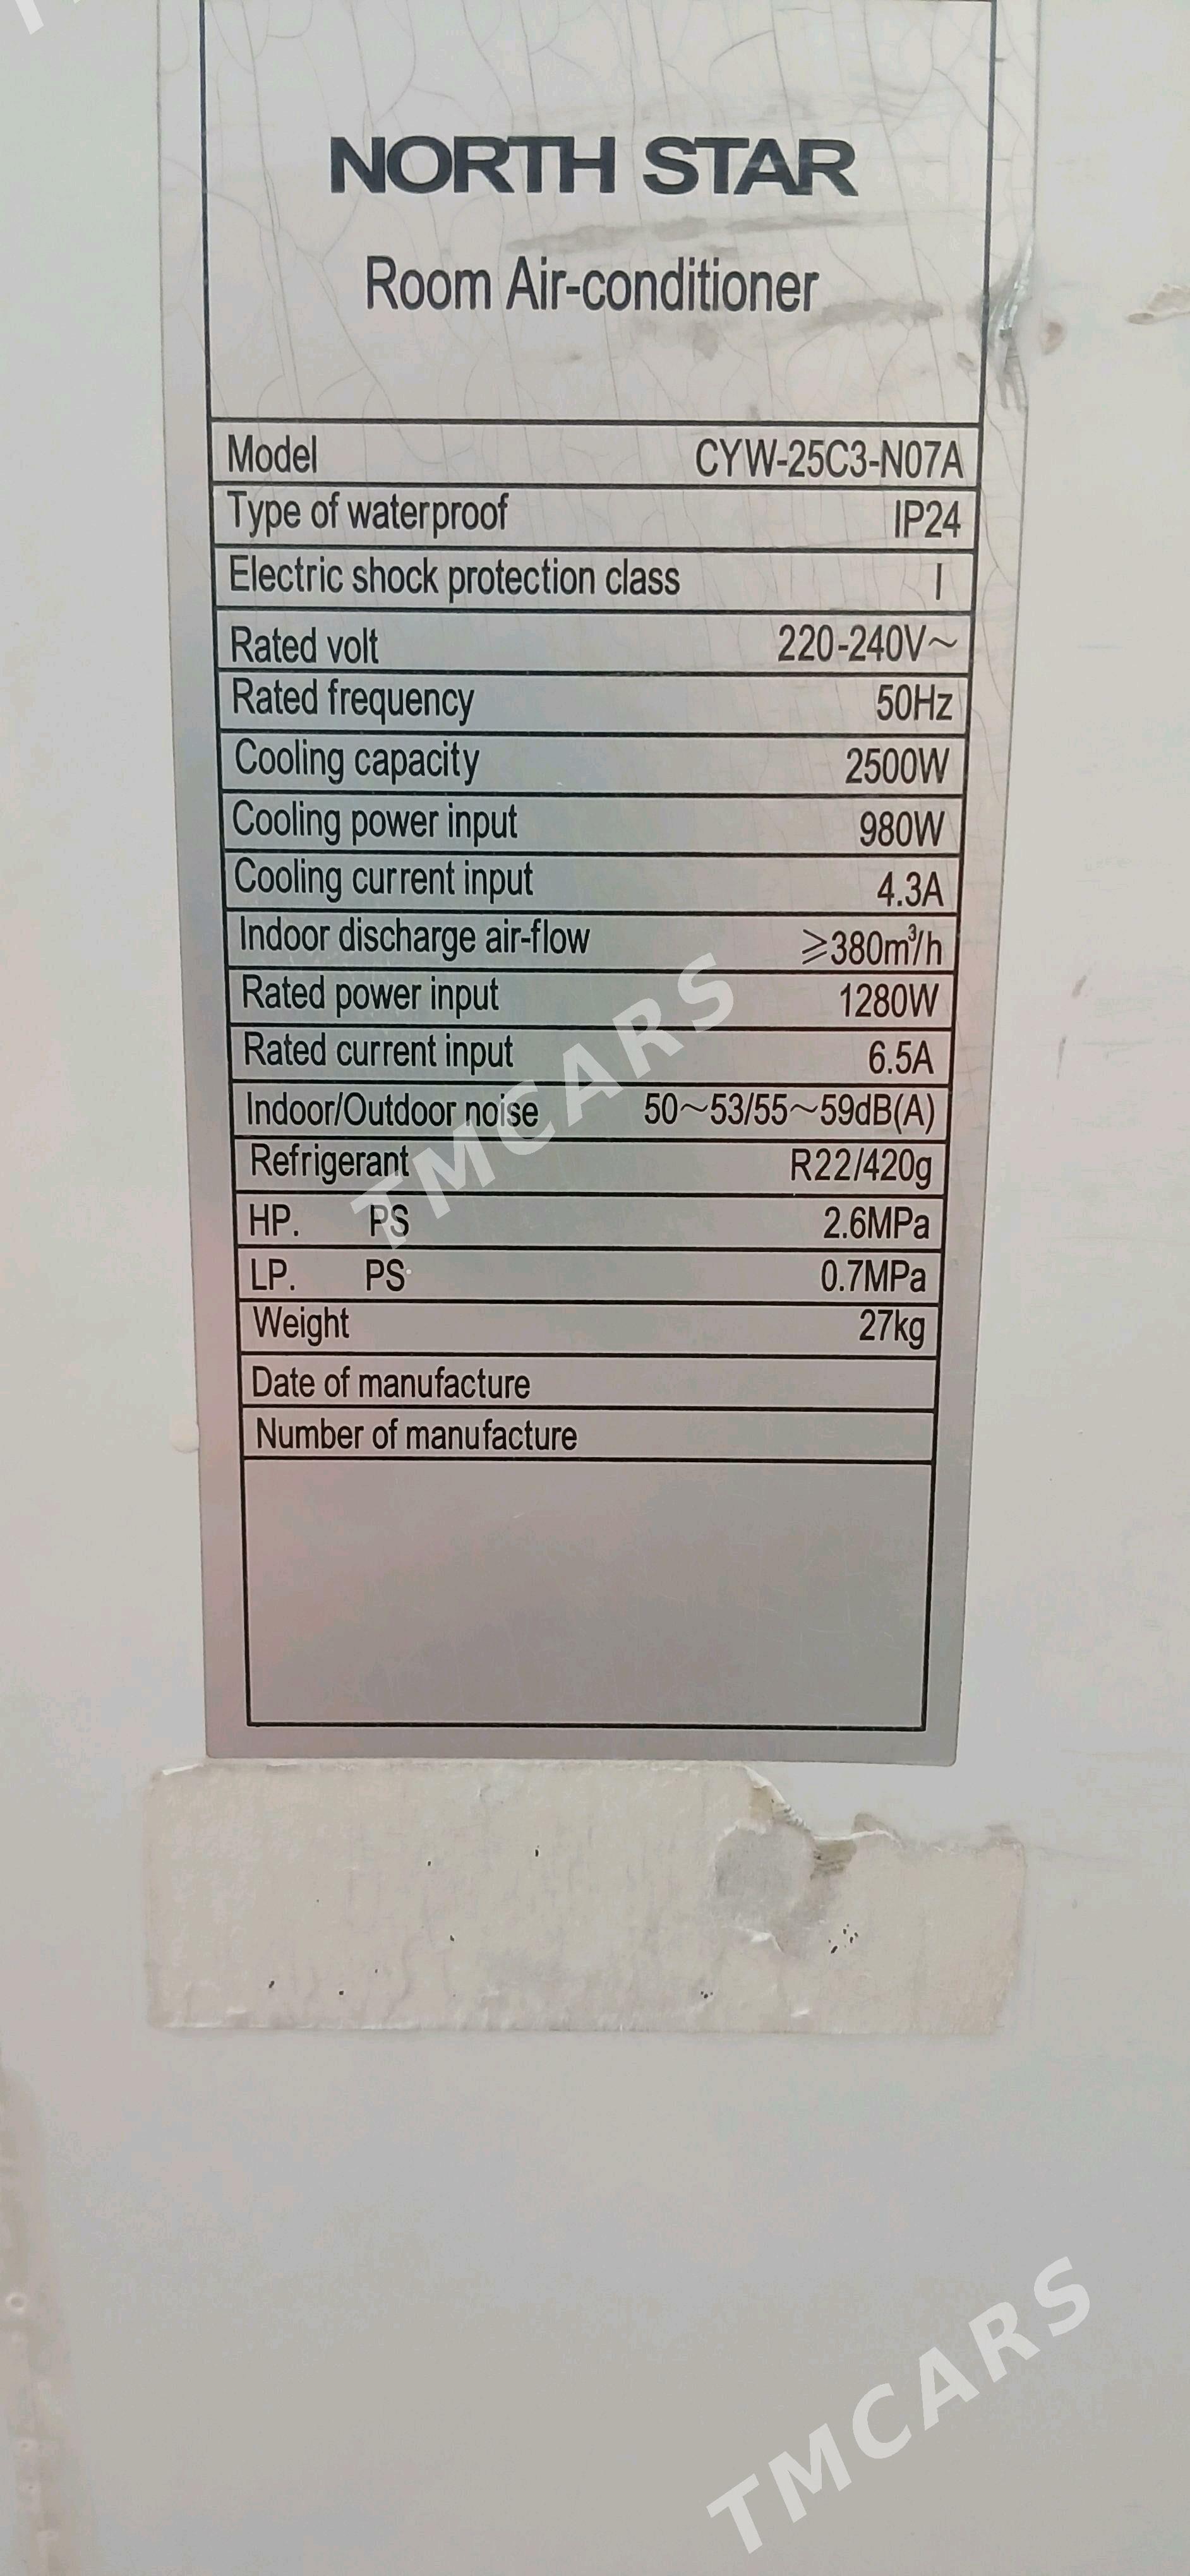 NORTH STAR
Room Air-conditioner
Model CYW-25C3-N07A
Type of waterproof IP24
Electric shock protection class I
Rated volt 220-240V~
Rated frequency 50Hz
Cooling capacity 2500W
Cooling power input 980W
Cooling current input 4.3A
Indoor discharge air-flow ≥380m³/h
Rated power input 1280W
Rated current input 6.5A
Indoor/Outdoor noise 50~53/55~59dB(A)
Refrigerant R22/420g
HP. PS 2.6MPa
LP. PS 0.7MPa
Weight 27kg
Date of manufacture
Number of manufacture
TMCARS
TMCARS